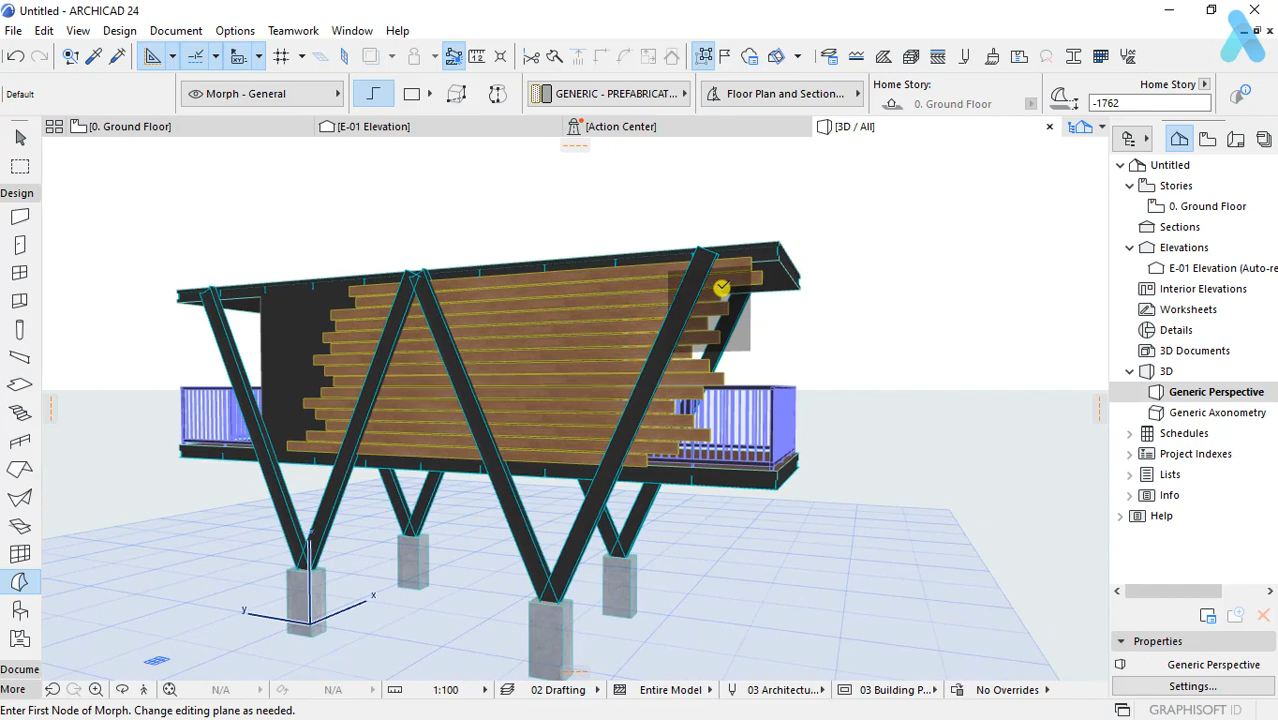 Untitled - ARCHICAD 24
File Edit View Design Document Options Teamwork Window Help
Default
Morph - General
GENERIC - PREFABRICAT...
Floor Plan and Section...
Home Story:
0. Ground Floor
Home Story
-1762
[0. Ground Floor]
[E-01 Elevation]
[Action Center]
[3D / All]
Design
Docume
More
Untitled
Stories
0. Ground Floor
Sections
Elevations
E-01 Elevation (Auto-re
Interior Elevations
Worksheets
Details
3D Documents
3D
Generic Perspective
Generic Axonometry
Schedules
Project Indexes
Lists
Info
Help
y
x
Properties
Generic Perspective
Settings...
N/A
N/A
1:100
02 Drafting
Entire Model
03 Architectu...
03 Building P...
No Overrides
Enter First Node of Morph. Change editing plane as needed.
GRAPHISOFT ID